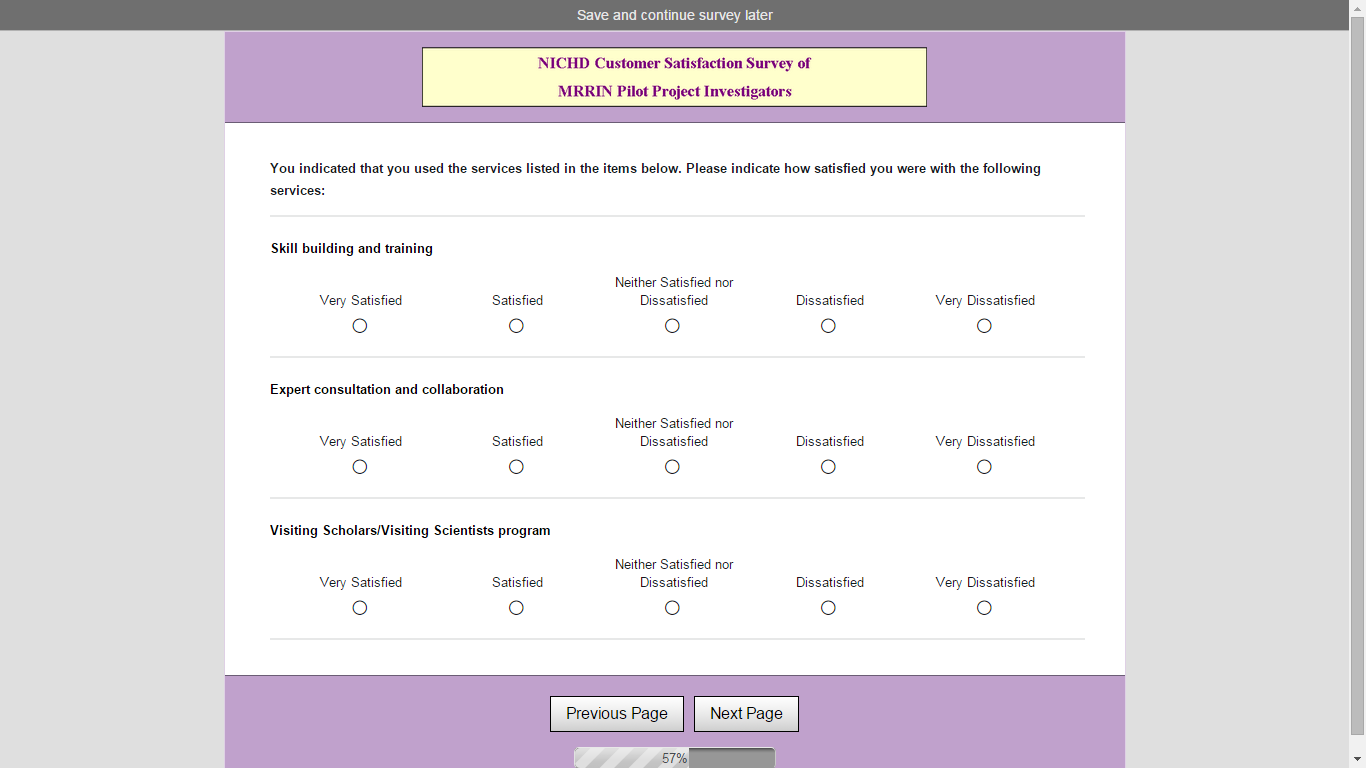 Save and continue survey later
NICHD Customer Satisfaction Survey of
MRRIN Pilot Project Investigators
You indicated that you used the services listed in the items below. Please indicate how satisfied you were with the following
services:
Skill building and training
Very Satisfied Satisfied Neither Satisfied nor Dissatisfied Dissatisfied Very Dissatisfied
Expert consultation and collaboration
Very Satisfied Satisfied Neither Satisfied nor Dissatisfied Dissatisfied Very Dissatisfied
Visiting Scholars/Visiting Scientists program
Very Satisfied Satisfied Neither Satisfied nor Dissatisfied Dissatisfied Very Dissatisfied
Previous Page Next Page
57%